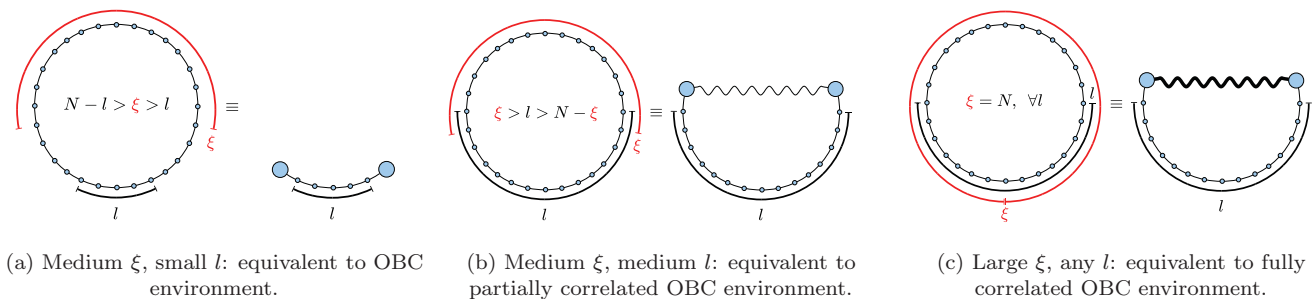 N − l > ξ > l
≡
ξ
l
l
(a) Medium ξ, small l: equivalent to OBC
environment.
ξ > l > N − ξ
≡
ξ
l
l
(b) Medium ξ, medium l: equivalent to
partially correlated OBC environment.
ξ = N, ∀l
l
≡
ξ
l
(c) Large ξ, any l: equivalent to fully
correlated OBC environment.